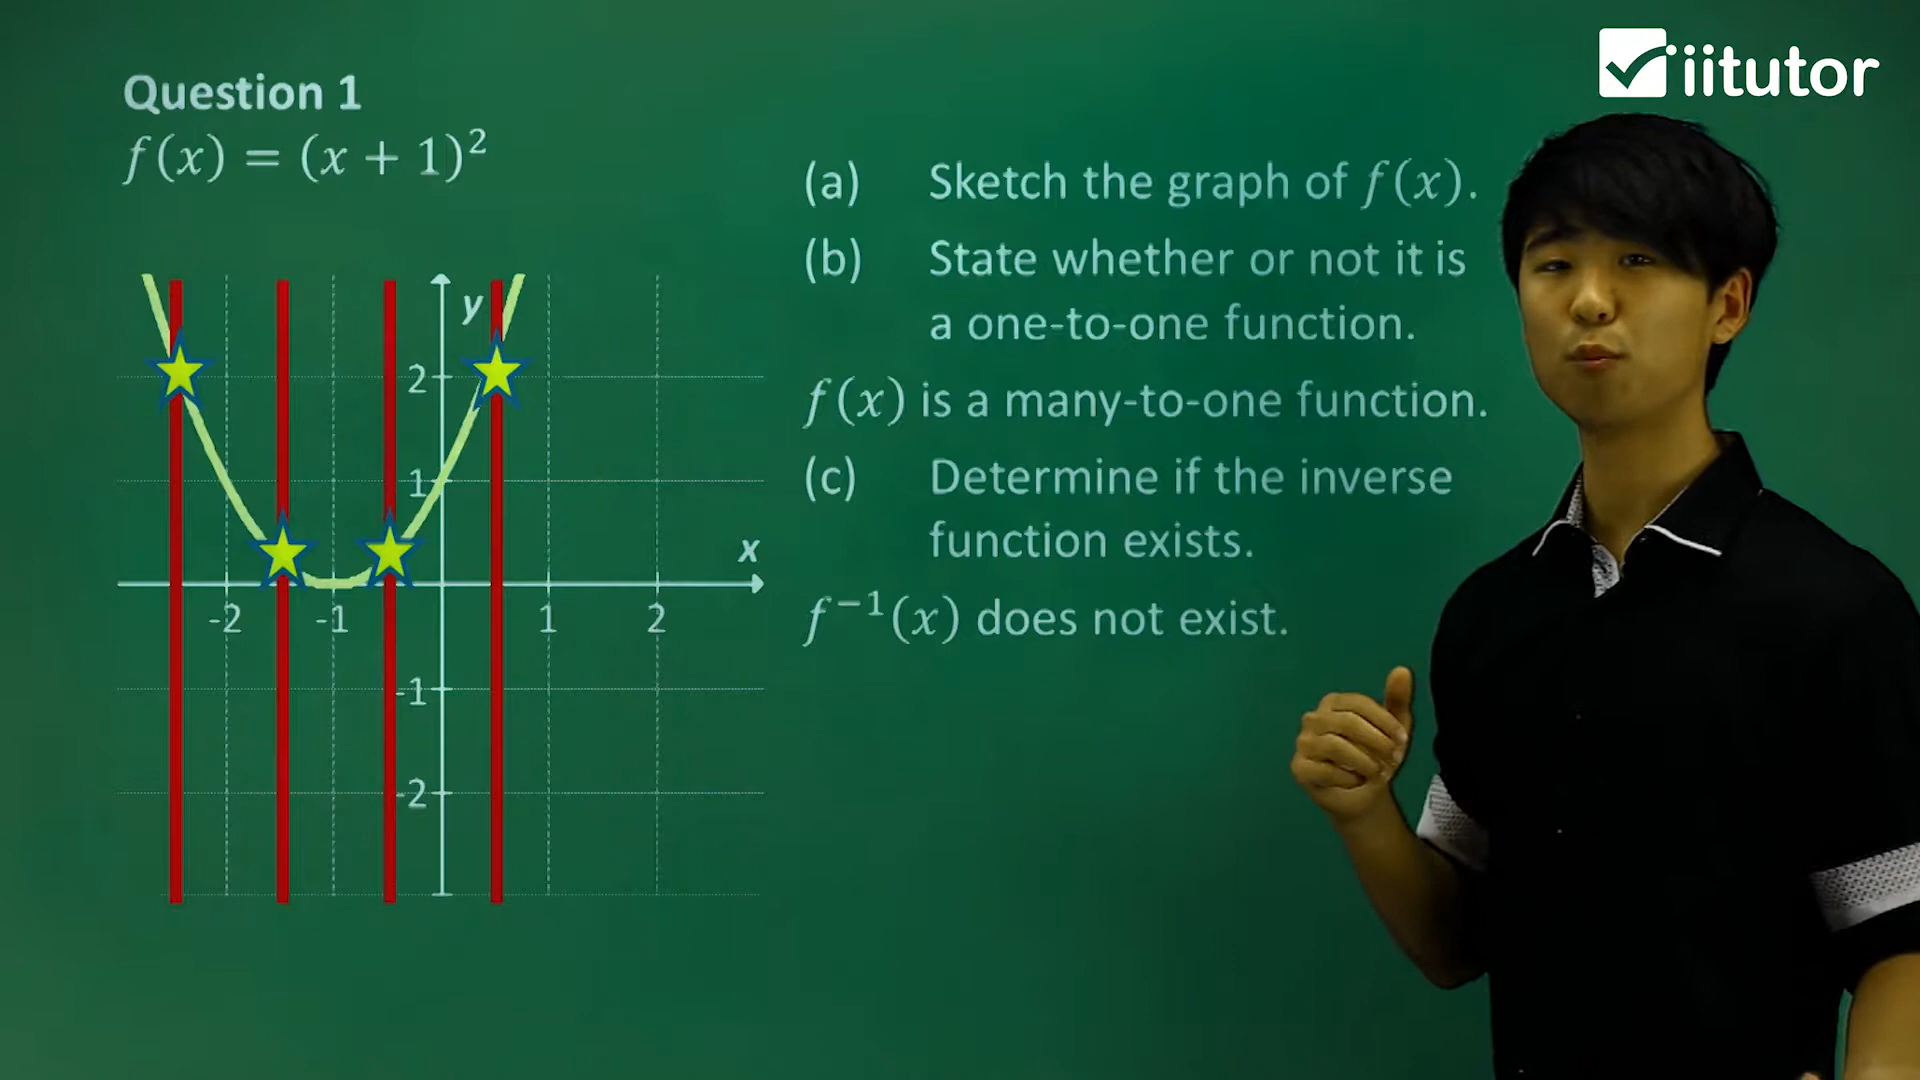 iitutor
Question 1
f(x) = (x + 1)²
(a) Sketch the graph of f(x).
(b) State whether or not it is
a one-to-one function.
f(x) is a many-to-one function.
(c) Determine if the inverse
function exists.
f⁻¹(x) does not exist.
y
2
1
x
-2 -1 1 2
-1
-2